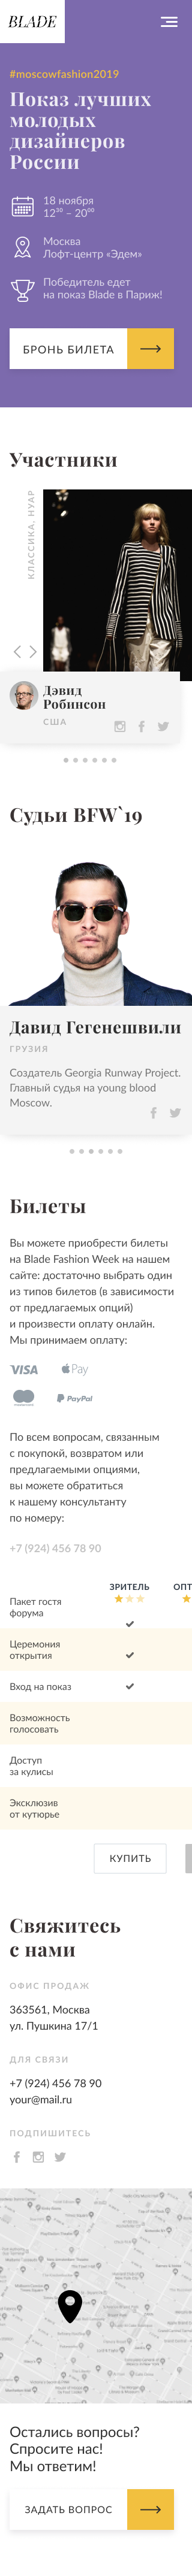 BLADE
#moscowfashion2019
Показ лучших
молодых
дизайнеров
России
18 ноября
12³⁰ – 20⁰⁰
Москва
Лофт-центр «Эдем»
Победитель едет
на показ Blade в Париж!
БРОНЬ БИЛЕТА
Участники
КЛАССИКА, НУАР
Дэвид
Робинсон
США
Судьи BFW`19
Давид Гегенешвили
ГРУЗИЯ
Создатель Georgia Runway Project.
Главный судья на young blood
Moscow.
Билеты
Вы можете приобрести билеты
на Blade Fashion Week на нашем
сайте: достаточно выбрать один
из типов билетов (в зависимости
от предлагаемых опций)
и произвести оплату онлайн.
Мы принимаем оплату:
VISA
Pay
PayPal
По всем вопросам, связанным
с покупкой, возвратом или
предлагаемыми опциями,
вы можете обратиться
к нашему консультанту
по номеру:
+7 (924) 456 78 90
ЗРИТЕЛЬ
ОПТ
Пакет гостя
форума
Церемония
открытия
Вход на показ
Возможность
голосовать
Доступ
за кулисы
Эксклюзив
от кутюрье
КУПИТЬ
Свяжитесь
с нами
ОФИС ПРОДАЖ
363561, Москва
ул. Пушкина 17/1
ДЛЯ СВЯЗИ
+7 (924) 456 78 90
your@mail.ru
ПОДПИШИТЕСЬ
Остались вопросы?
Спросите нас!
Мы ответим!
ЗАДАТЬ ВОПРОС